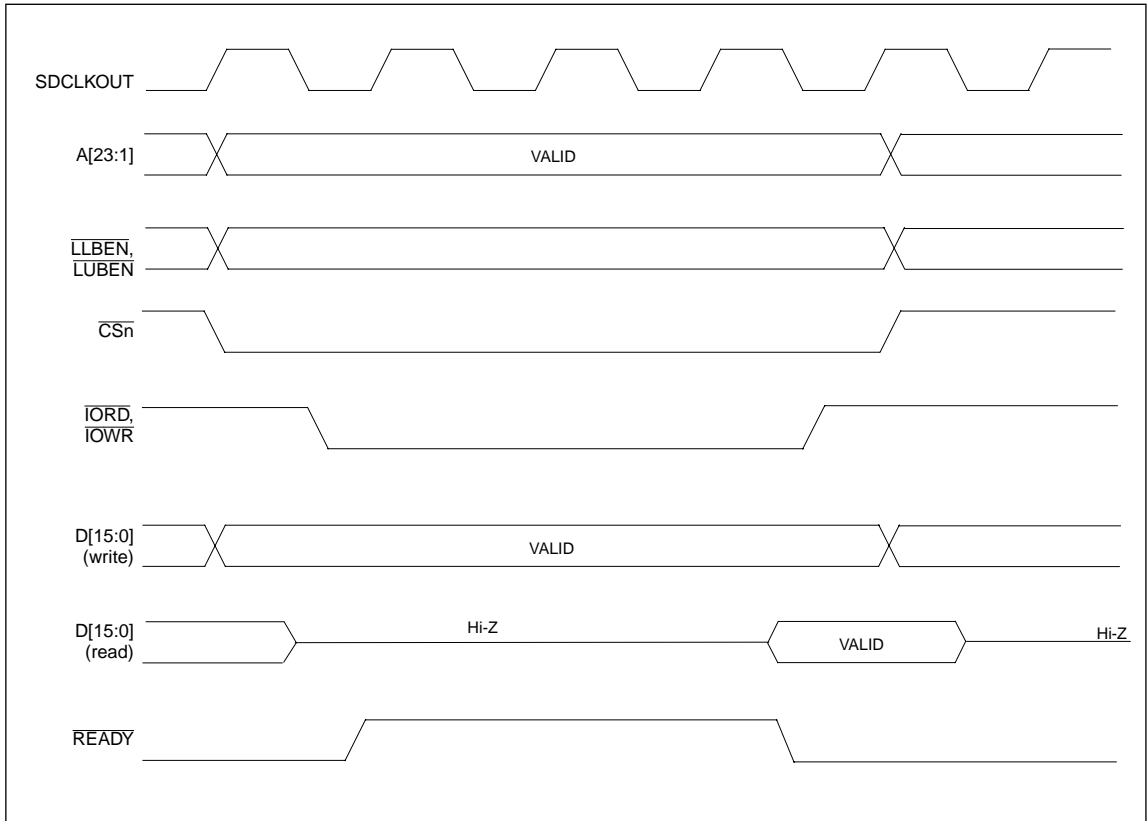 SDCLKOUT
A[23:1]
VALID
LLBEN,
LUBEN
CSn
IORD,
IOWR
D[15:0]
(write)
VALID
D[15:0]
(read)
Hi-Z
VALID
Hi-Z
READY